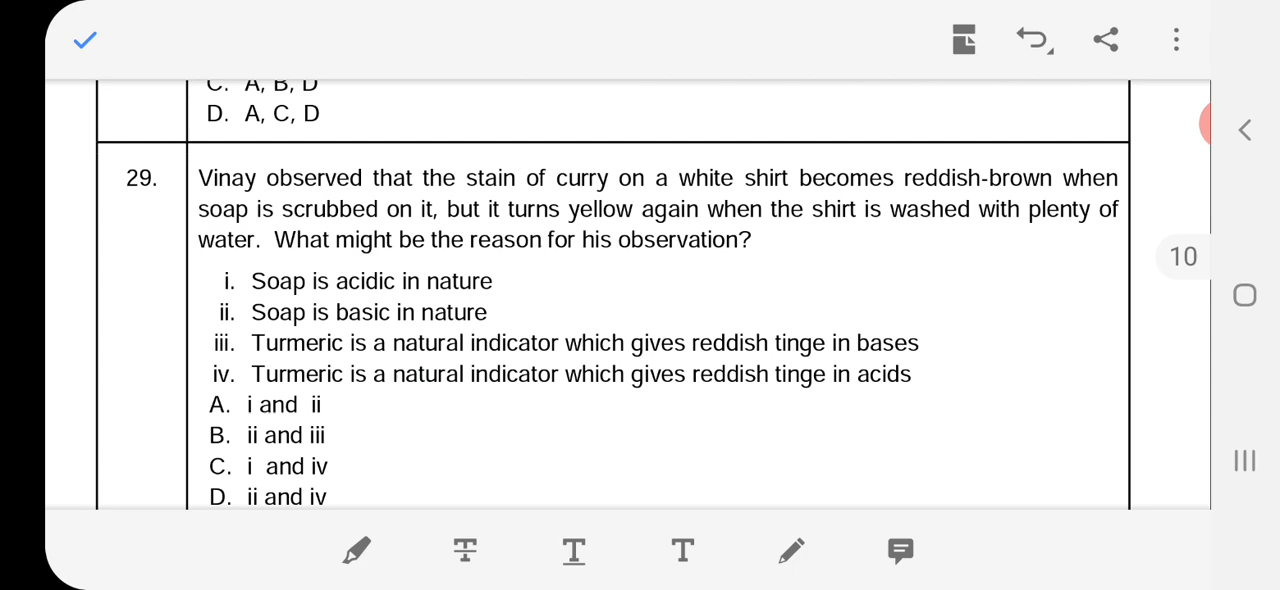 C. A, B, D
D. A, C, D
29. Vinay observed that the stain of curry on a white shirt becomes reddish-brown when
soap is scrubbed on it, but it turns yellow again when the shirt is washed with plenty of
water. What might be the reason for his observation?
i. Soap is acidic in nature
ii. Soap is basic in nature
iii. Turmeric is a natural indicator which gives reddish tinge in bases
iv. Turmeric is a natural indicator which gives reddish tinge in acids
A. i and ii
B. ii and iii
C. i and iv
D. ii and iv
10